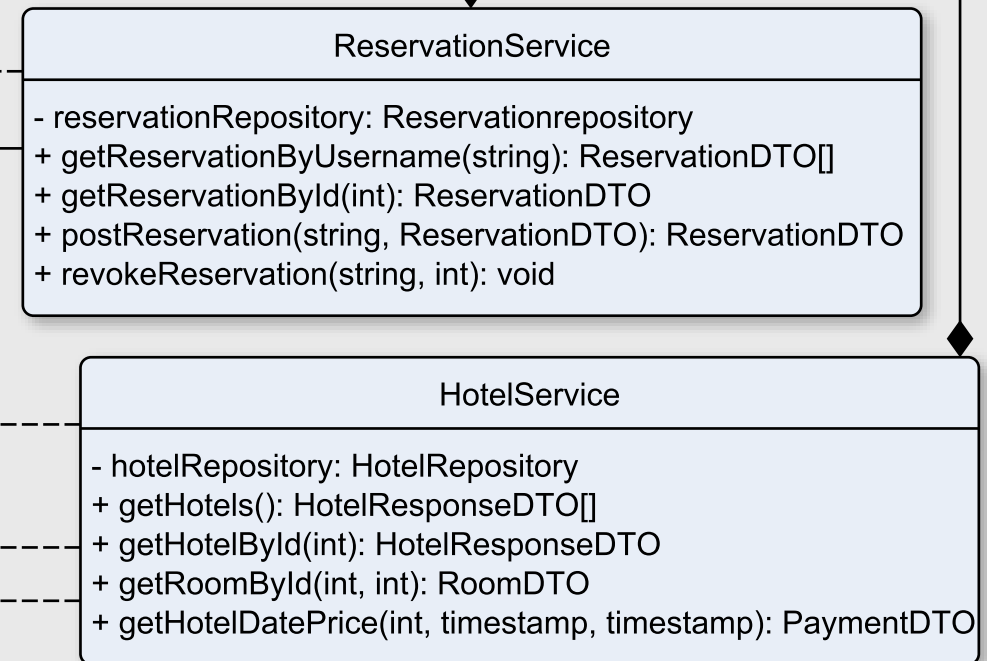 ReservationService
- reservationRepository: Reservationrepository
+ getReservationByUsername(string): ReservationDTO[]
+ getReservationById(int): ReservationDTO
+ postReservation(string, ReservationDTO): ReservationDTO
+ revokeReservation(string, int): void
HotelService
- hotelRepository: HotelRepository
+ getHotels(): HotelResponseDTO[]
+ getHotelById(int): HotelResponseDTO
+ getRoomById(int, int): RoomDTO
+ getHotelDatePrice(int, timestamp, timestamp): PaymentDTO